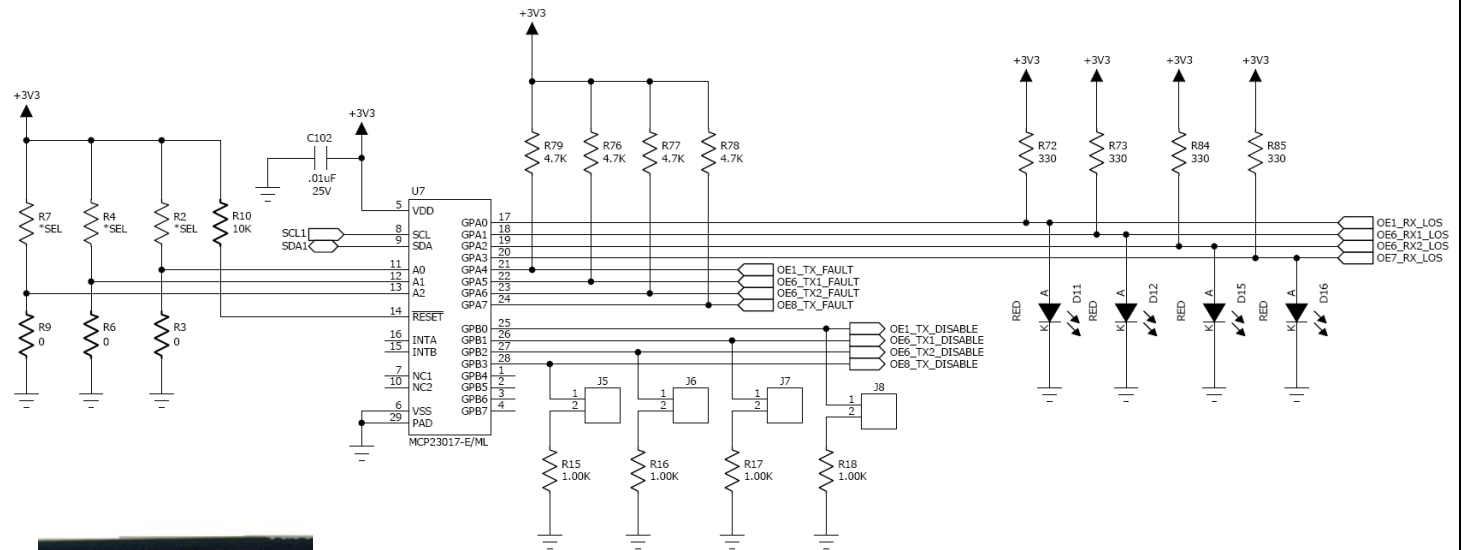 +3V3
+3V3
+3V3
+3V3
+3V3
+3V3
+3V3
C102
.01uF
25V
R7
*SEL
R4
*SEL
R2
*SEL
R10
10K
R79
4.7K
R76
4.7K
R77
4.7K
R78
4.7K
R72
330
R73
330
R84
330
R85
330
U7
5 VDD
SCL1 8 SCL
SDA1 9 SDA
11 A0
12 A1
13 A2
14 RESET
16 INTA
15 INTB
7 NC1
10 NC2
6 VSS
29 PAD
MCP23017-E/ML
GPA0 17 OE1_RX_LOS
GPA1 18 OE6_RX1_LOS
GPA2 19 OE6_RX2_LOS
GPA3 20 OE7_RX_LOS
GPA4 21 OE1_TX_FAULT
GPA5 22 OE6_TX1_FAULT
GPA6 23 OE6_TX2_FAULT
GPA7 24 OE8_TX_FAULT
GPB0 25 OE1_TX_DISABLE
GPB1 26 OE6_TX1_DISABLE
GPB2 27 OE6_TX2_DISABLE
GPB3 28 OE8_TX_DISABLE
GPB4 1
GPB5 2
GPB6 3
GPB7 4
R9
0
R6
0
R3
0
J5
1
2
J6
1
2
J7
1
2
J8
1
2
R15
1.00K
R16
1.00K
R17
1.00K
R18
1.00K
RED A K D11
RED A K D12
RED A K D15
RED A K D16